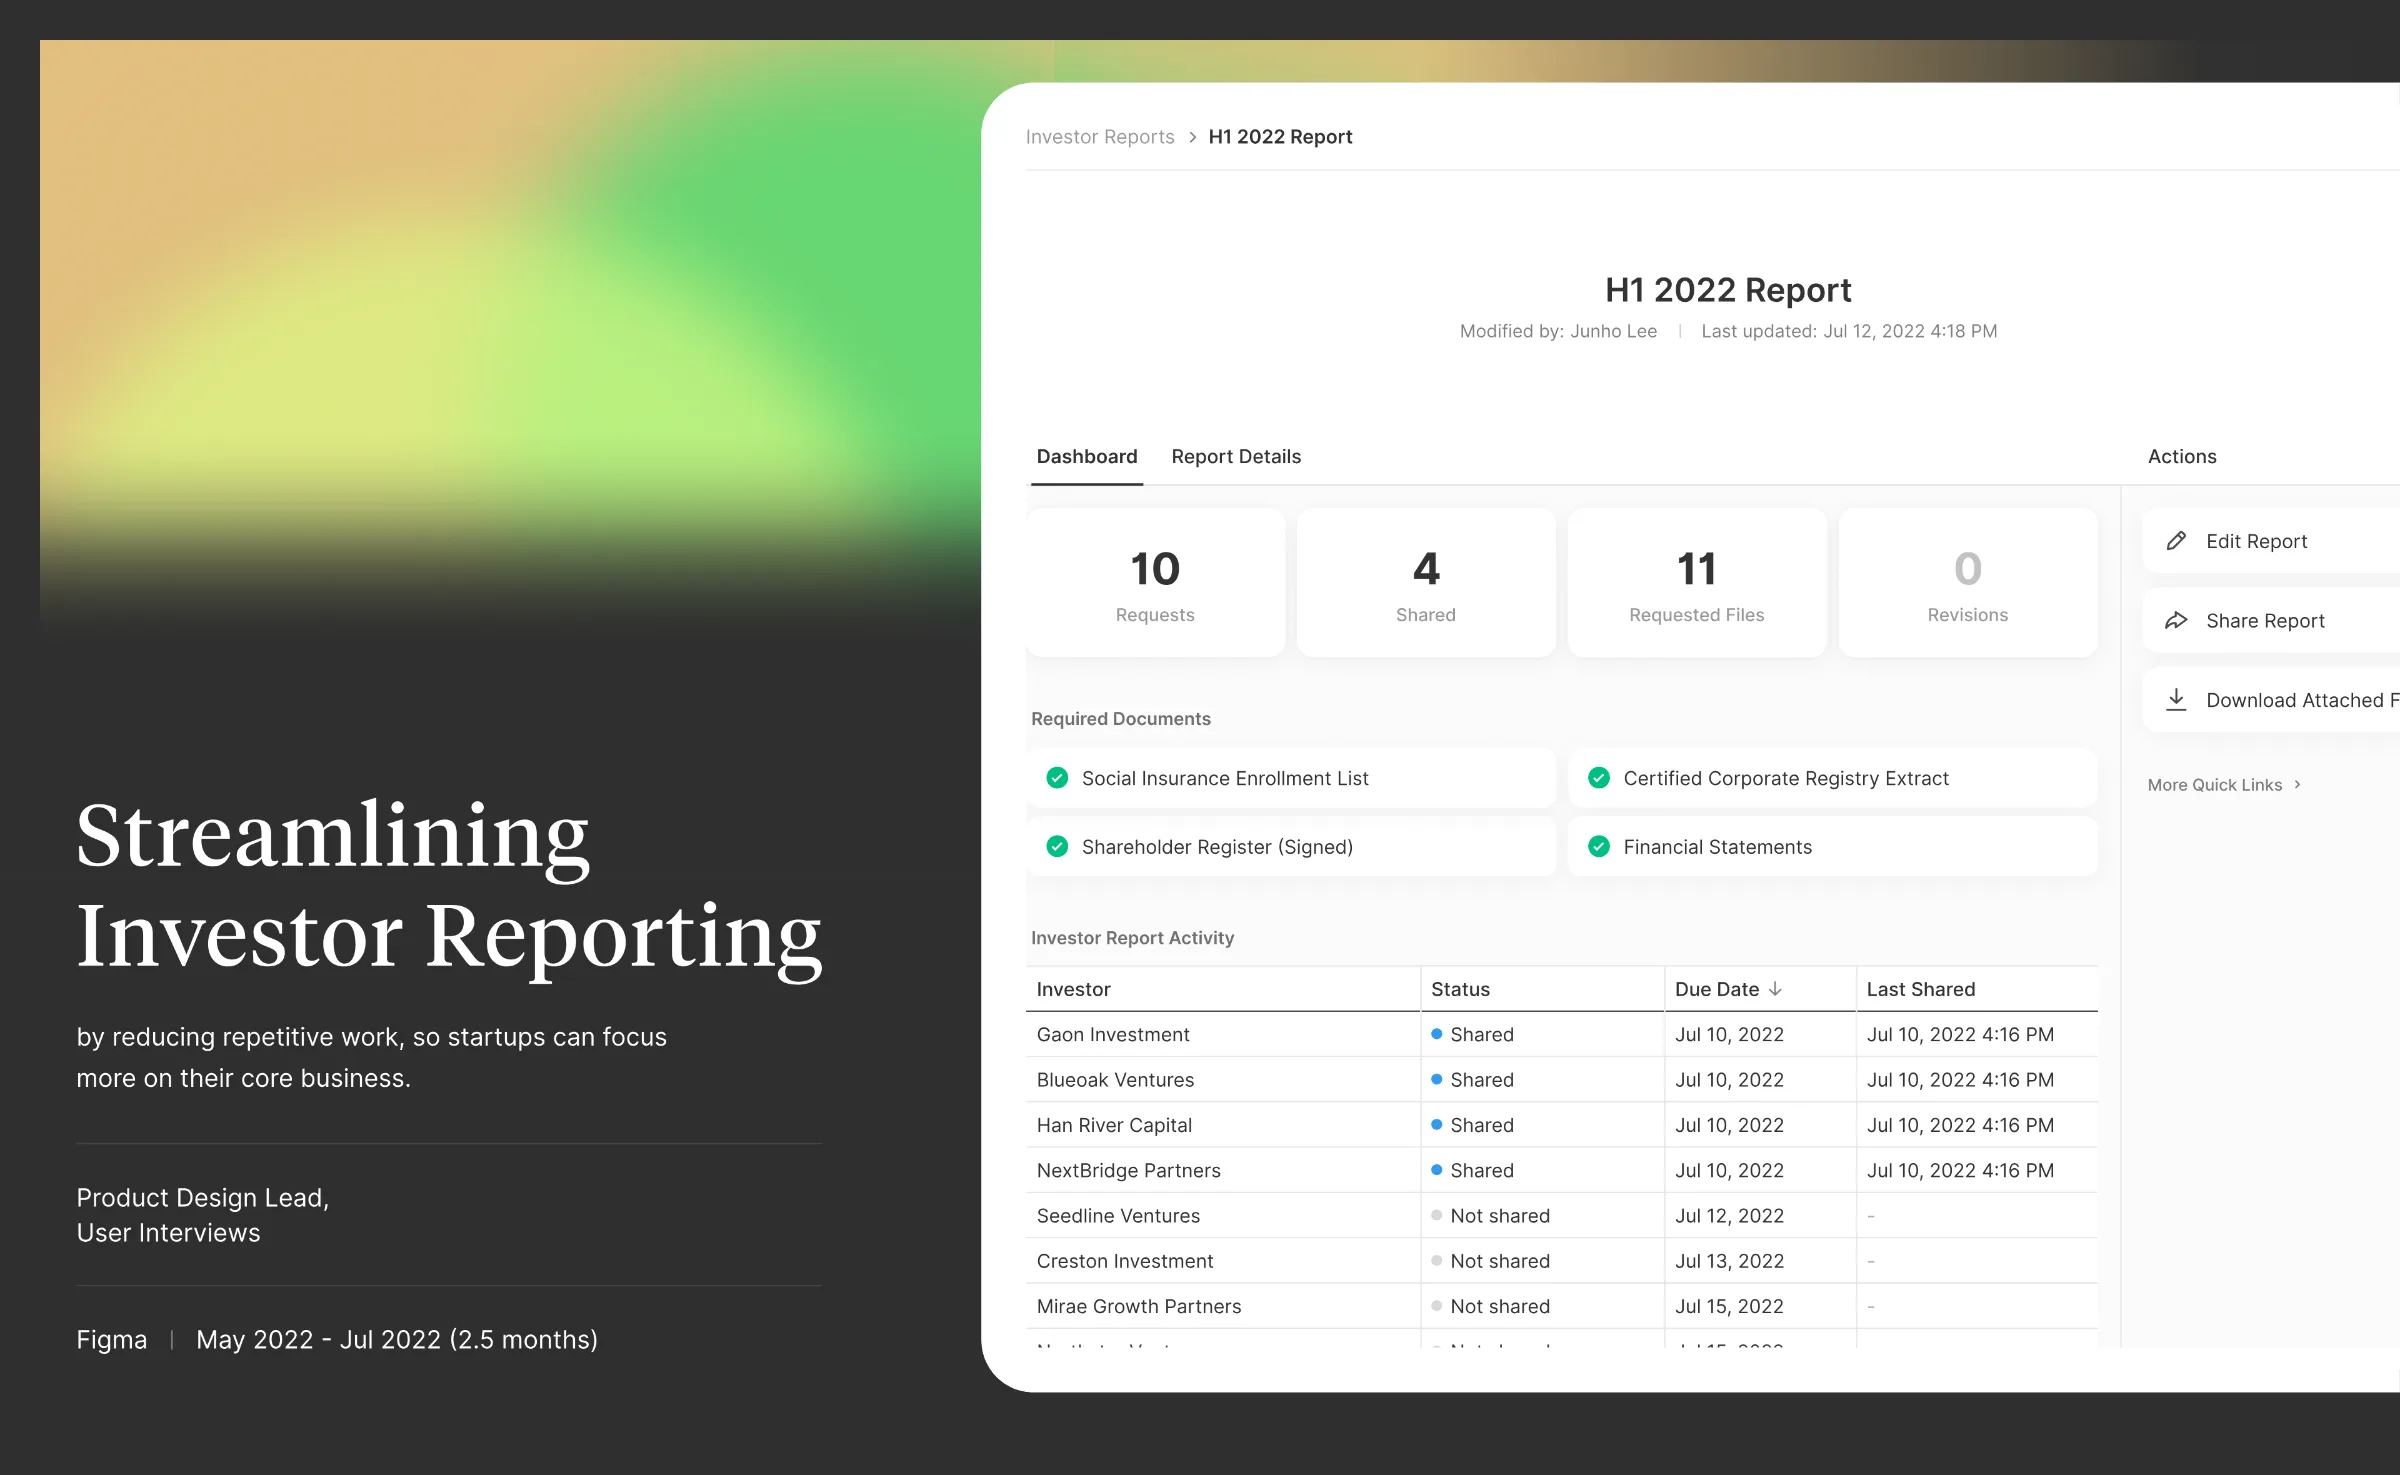 Streamlining
Investor Reporting
by reducing repetitive work, so startups can focus
more on their core business.
Product Design Lead,
User Interviews
Figma | May 2022 - Jul 2022 (2.5 months)
Investor Reports > H1 2022 Report
H1 2022 Report
Modified by: Junho Lee | Last updated: Jul 12, 2022 4:18 PM
Dashboard Report Details
10 4 11 0
Requests Shared Requested Files Revisions
Required Documents
Social Insurance Enrollment List Certified Corporate Registry Extract
Shareholder Register (Signed) Financial Statements
Investor Report Activity
Investor Status Due Date ↓ Last Shared
Gaon Investment Shared Jul 10, 2022 Jul 10, 2022 4:16 PM
Blueoak Ventures Shared Jul 10, 2022 Jul 10, 2022 4:16 PM
Han River Capital Shared Jul 10, 2022 Jul 10, 2022 4:16 PM
NextBridge Partners Shared Jul 10, 2022 Jul 10, 2022 4:16 PM
Seedline Ventures Not shared Jul 12, 2022 -
Creston Investment Not shared Jul 13, 2022 -
Mirae Growth Partners Not shared Jul 15, 2022 -
Actions
Edit Report
Share Report
Download Attached F
More Quick Links >